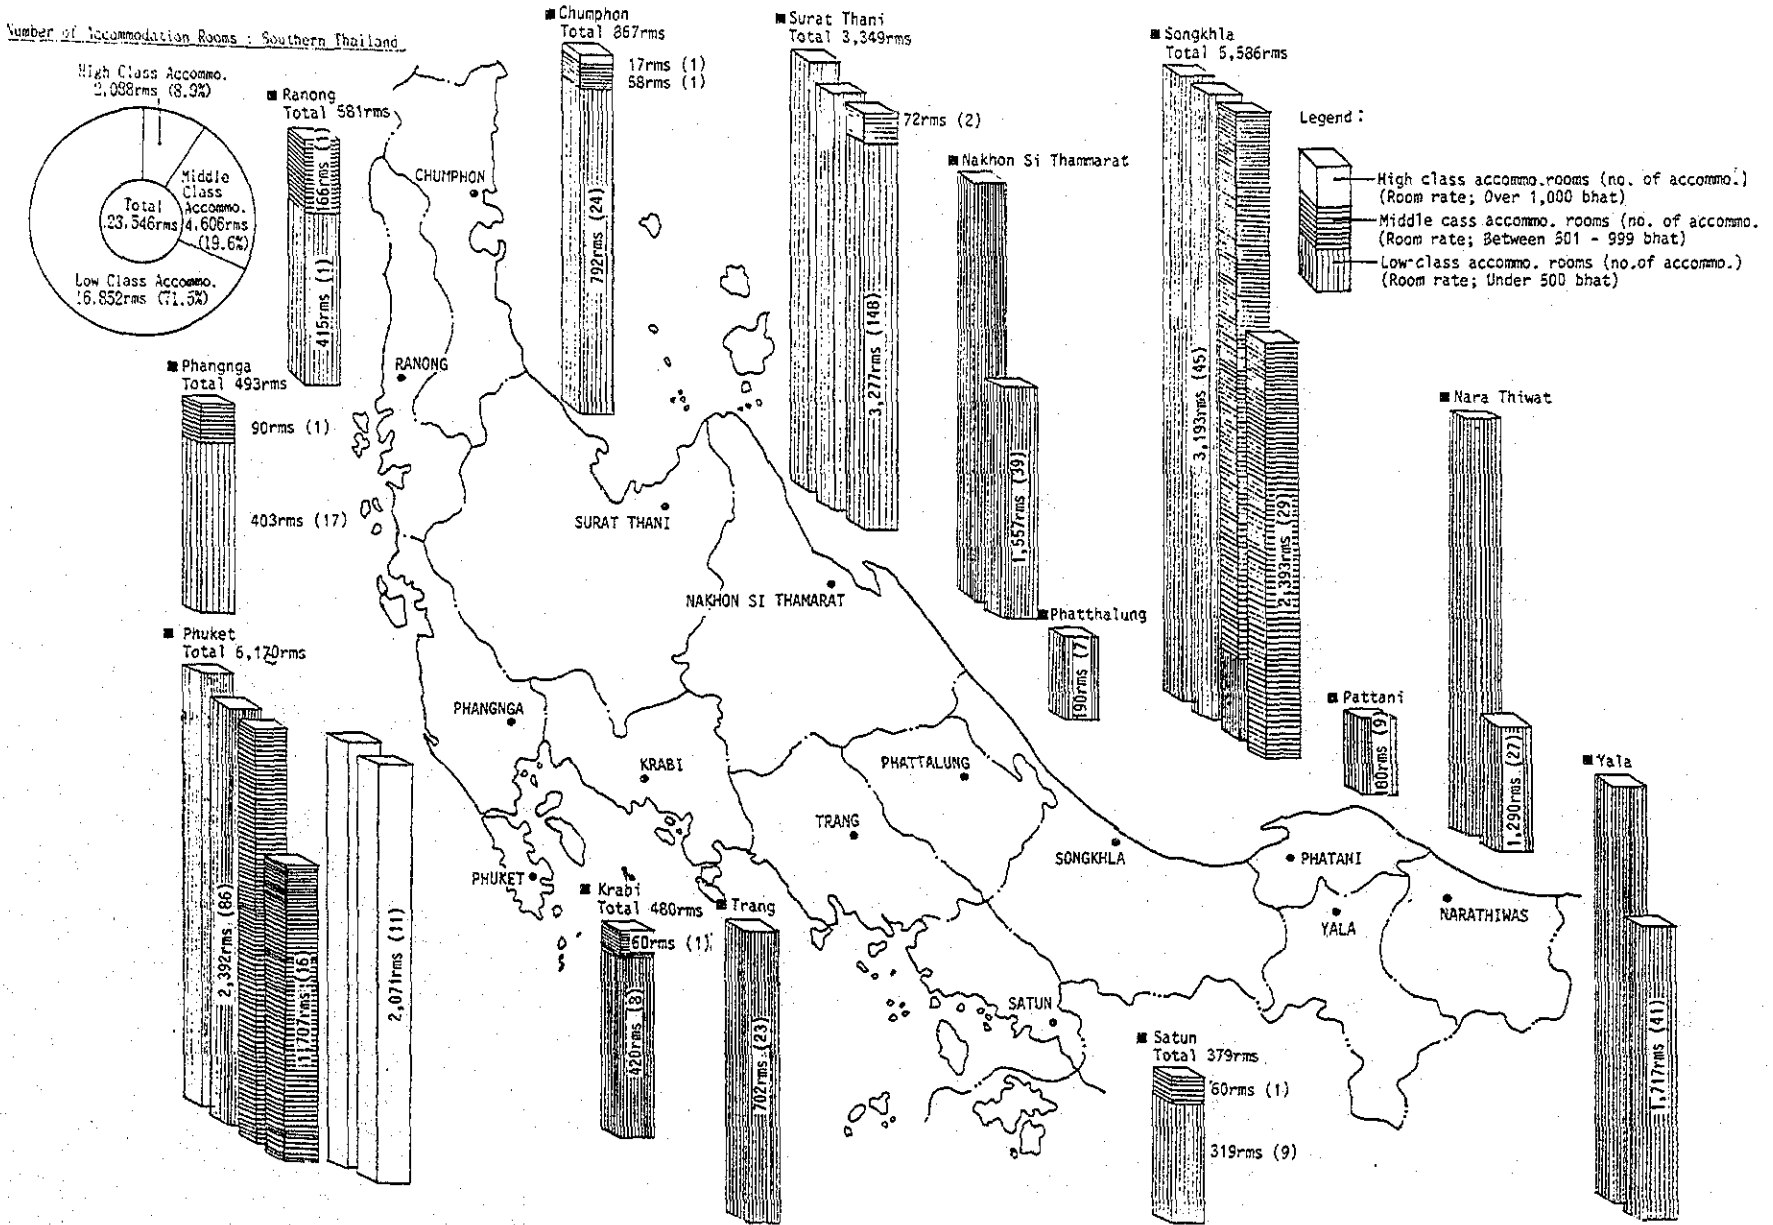 Number of Accommodation Rooms : Southern Thailand
High Class Accommo.
2,088rms (8.9%)
Middle
Class
Accommo.
4,606rms
(19.6%)
Total
23,546rms
Low Class Accommo.
16,852rms (71.5%)
■ Ranong
Total 581rms
166rms (1)
415rms (1)
■ Chumphon
Total 867rms
17rms (1)
58rms (1)
792rms (24)
■ Surat Thani
Total 3,349rms
72rms (2)
3,277rms (148)
■ Nakhon Si Thammarat
1,557rms (39)
■ Songkhla
Total 5,586rms
3,193rms (45)
2,393rms (29)
Legend :
High class accommo.rooms (no. of accommo.)
(Room rate; Over 1,000 bhat)
Middle cass accommo. rooms (no. of accommo.
(Room rate; Between 501 - 999 bhat)
Low-class accommo. rooms (no.of accommo.)
(Room rate; Under 500 bhat)
■ Phangnga
Total 493rms
90rms (1)
403rms (17)
■ Nara Thiwat
1,290rms (27)
■ Phatthalung
190rms (7)
■ Pattani
180rms (9)
■ Yala
1,717rms (41)
■ Phuket
Total 6,170rms
2,392rms (86)
1,707rms (16)
2,071rms (11)
■ Krabi
Total 480rms
60rms (1)
420rms (8)
■ Trang
702rms (23)
■ Satun
Total 379rms
60rms (1)
319rms (9)
CHUMPHON
RANONG
SURAT THANI
NAKHON SI THAMARAT
PHANGNGA
KRABI
PHATTALUNG
TRANG
PHUKET
SONGKHLA
PHATANI
YALA
NARATHIWAS
SATUN